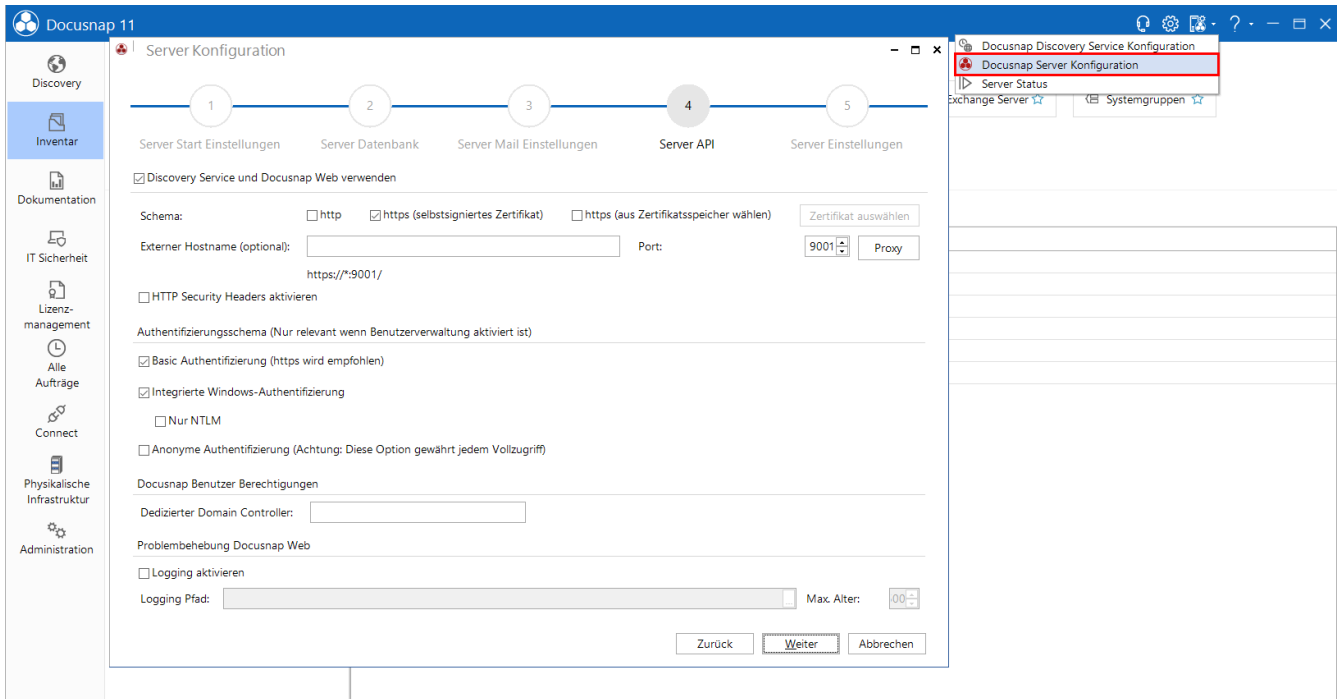 Docusnap 11
?
Discovery
Inventar
Dokumentation
IT Sicherheit
Lizenz-
management
Alle
Aufträge
Connect
Physikalische
Infrastruktur
Administration
Docusnap Discovery Service Konfiguration
Docusnap Server Konfiguration
Server Status
Exchange Server
Systemgruppen
Server Konfiguration
1
2
3
4
5
Server Start Einstellungen
Server Datenbank
Server Mail Einstellungen
Server API
Server Einstellungen
Discovery Service und Docusnap Web verwenden
Schema: http https (selbstsigniertes Zertifikat) https (aus Zertifikatsspeicher wählen) Zertifikat auswählen
Externer Hostname (optional): Port: 9001 Proxy
https://*:9001/
HTTP Security Headers aktivieren
Authentifizierungsschema (Nur relevant wenn Benutzerverwaltung aktiviert ist)
Basic Authentifizierung (https wird empfohlen)
Integrierte Windows-Authentifizierung
Nur NTLM
Anonyme Authentifizierung (Achtung: Diese Option gewährt jedem Vollzugriff)
Docusnap Benutzer Berechtigungen
Dedizierter Domain Controller:
Problembehebung Docusnap Web
Logging aktivieren
Logging Pfad: ... Max. Alter:
Zurück Weiter Abbrechen